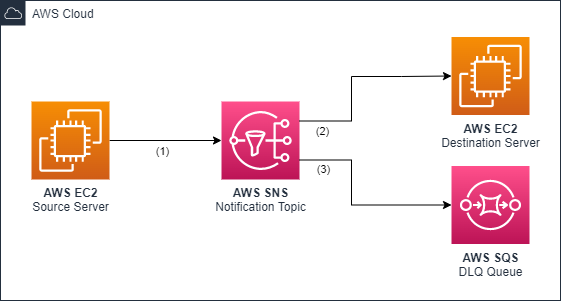 AWS Cloud
AWS EC2
Source Server
(1)
AWS SNS
Notification Topic
(2)
(3)
AWS EC2
Destination Server
AWS SQS
DLQ Queue